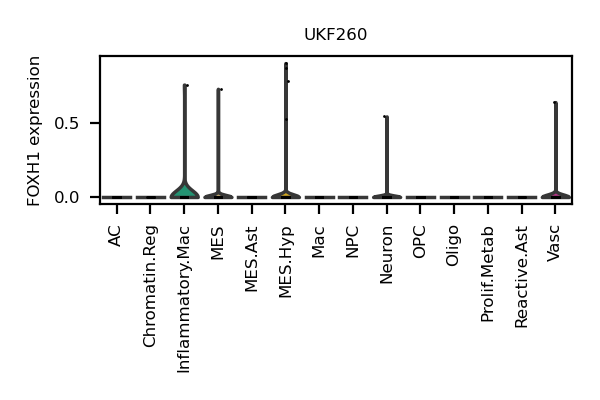 UKF260
FOXH1 expression
0.5
0.0
AC
Chromatin.Reg
Inflammatory.Mac
MES
MES.Ast
MES.Hyp
Mac
NPC
Neuron
OPC
Oligo
Prolif.Metab
Reactive.Ast
Vasc